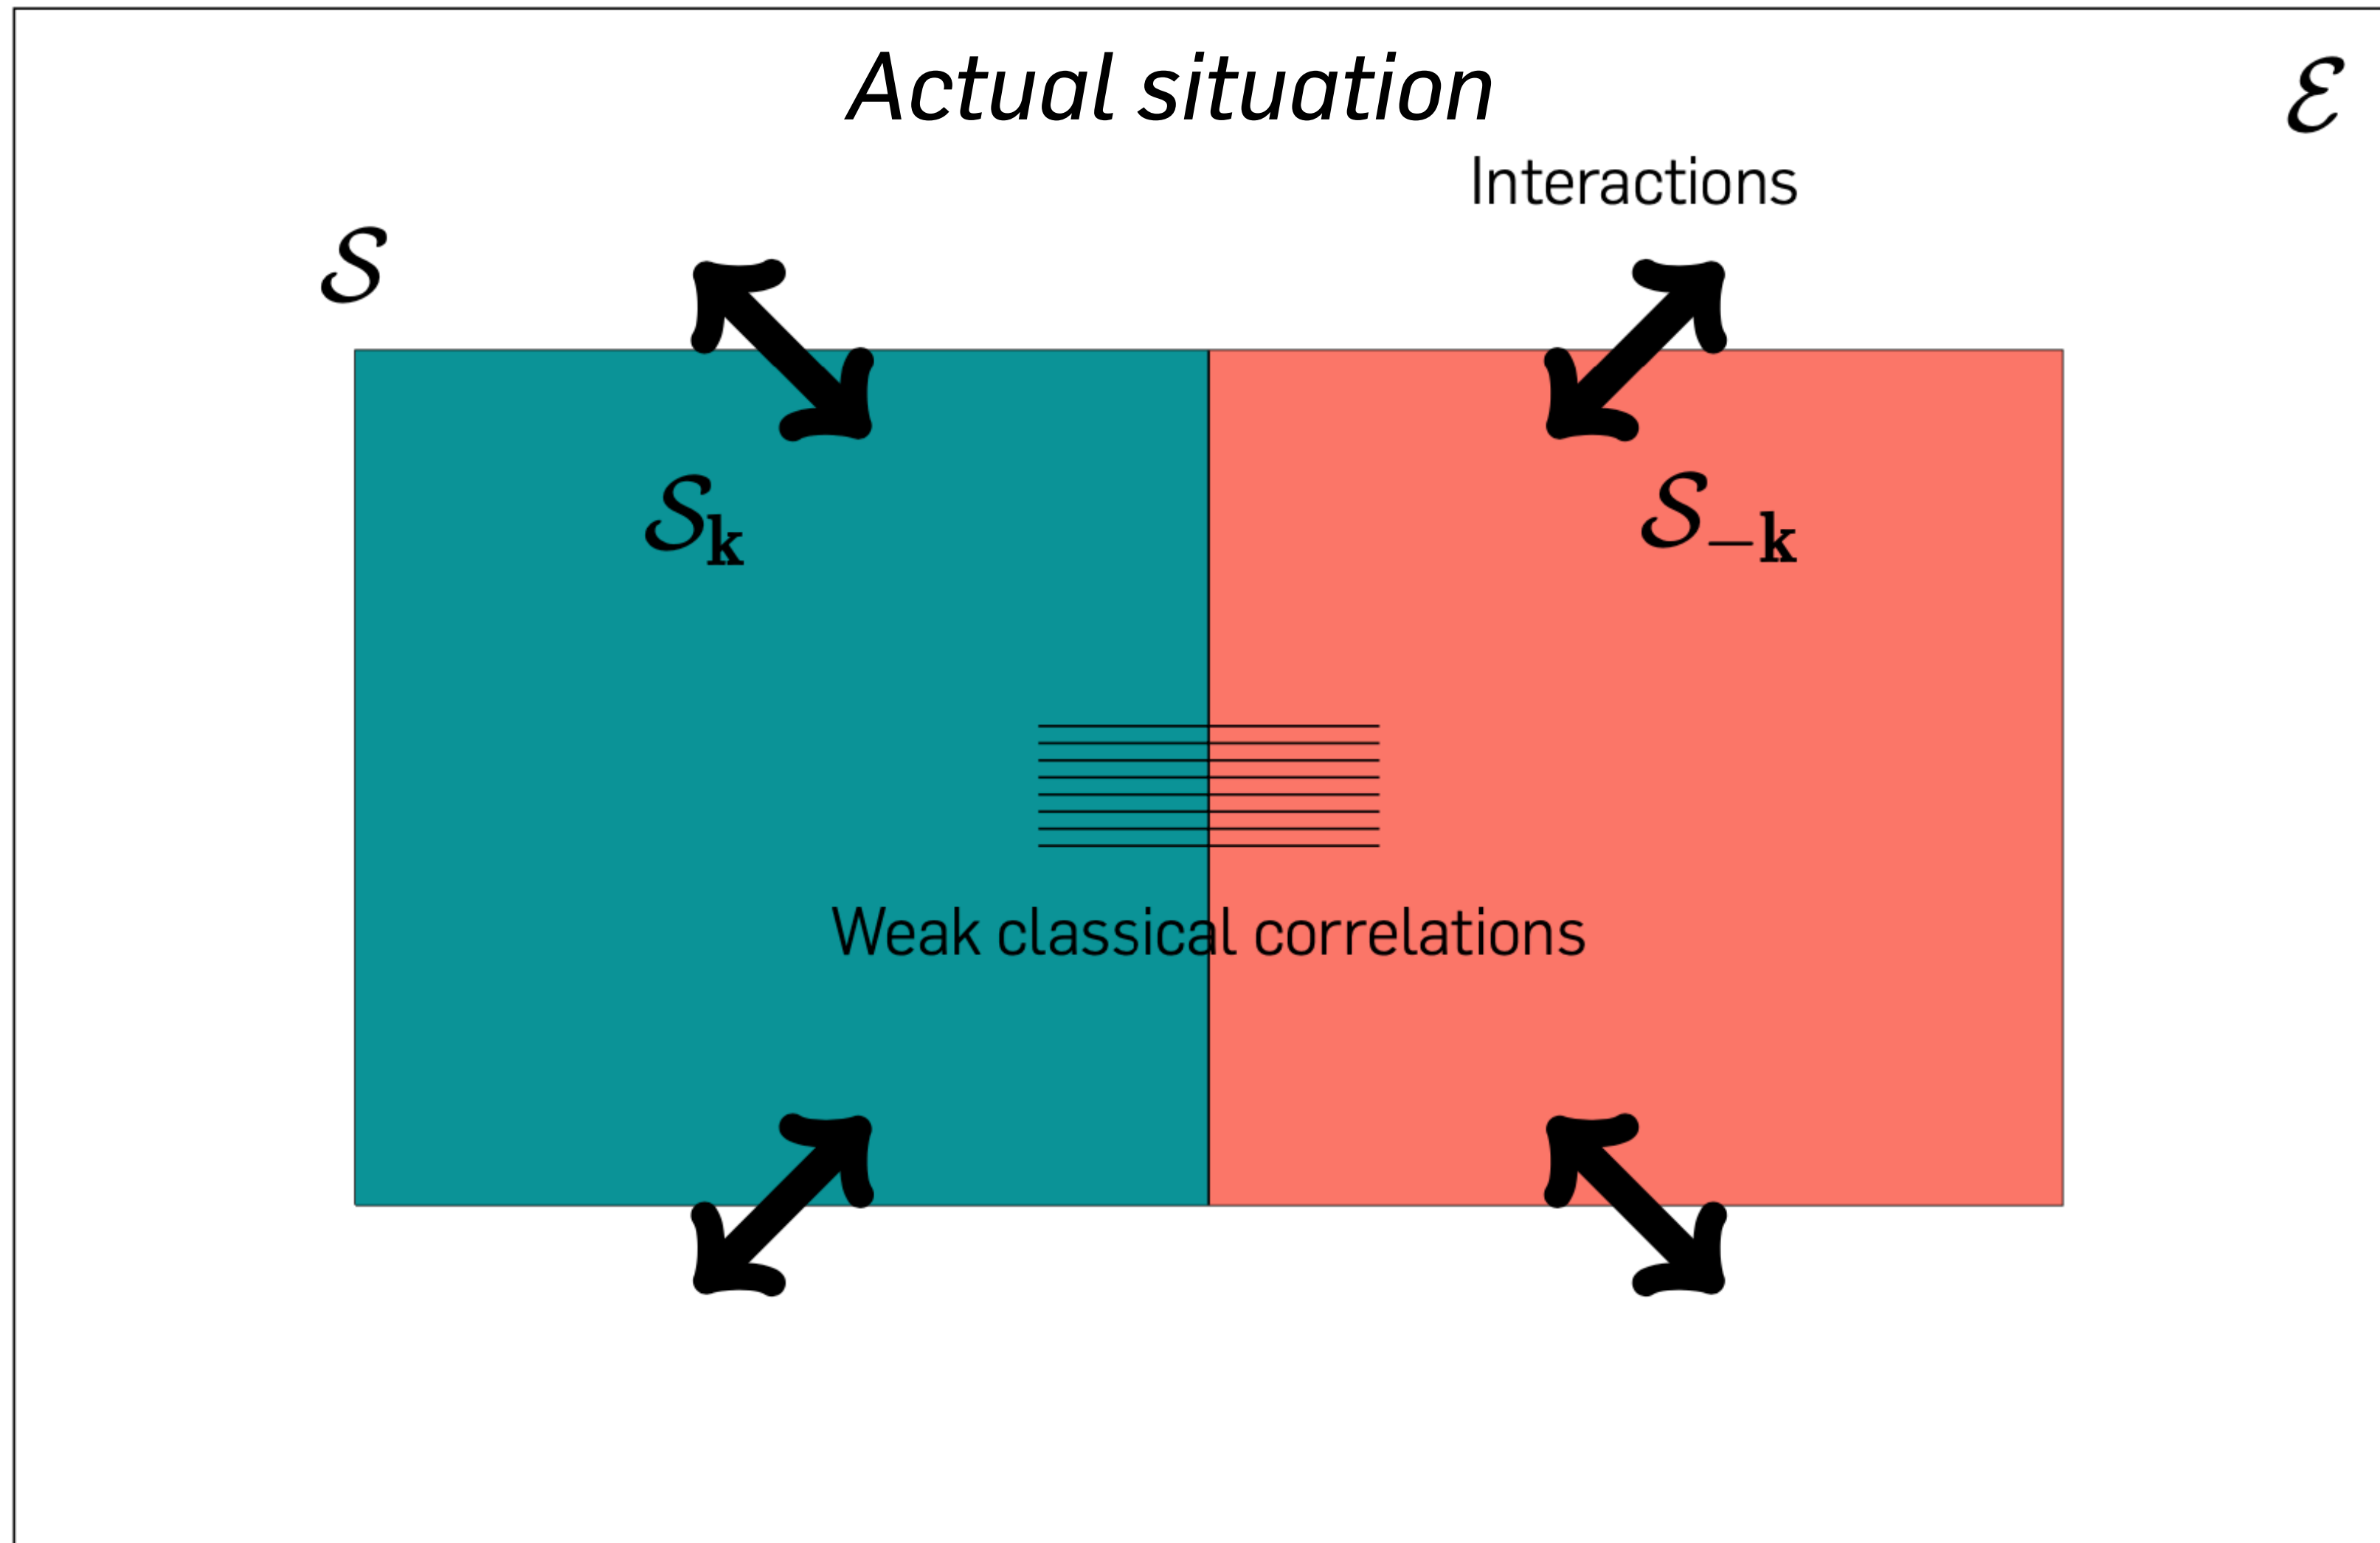 Actual situation
ℰ
Interactions
𝒮
𝒮𝐤
𝒮−𝐤
Weak classical correlations